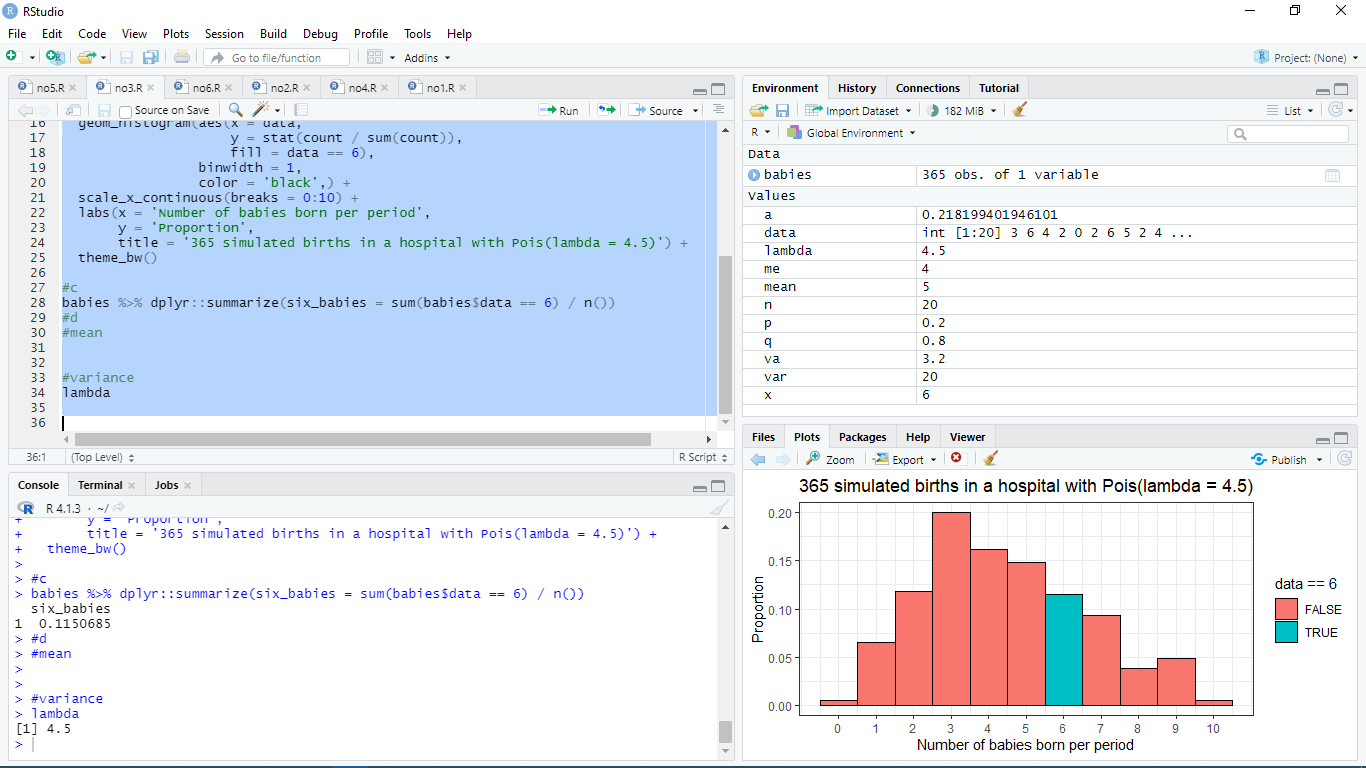 RStudio
File Edit Code View Plots Session Build Debug Profile Tools Help
Go to file/function Addins Project: (None)
no5.R no3.R no6.R no2.R no4.R no1.R
Source on Save Run Source
16 geom_histogram(aes(x = data,
17 y = stat(count / sum(count)),
18 fill = data == 6),
19 binwidth = 1,
20 color = 'black',) +
21 scale_x_continuous(breaks = 0:10) +
22 labs(x = 'Number of babies born per period',
23 y = 'Proportion',
24 title = '365 simulated births in a hospital with Pois(lambda = 4.5)') +
25 theme_bw()
26
27 #c
28 babies %>% dplyr::summarize(six_babies = sum(babies$data == 6) / n())
29 #d
30 #mean
31
32
33 #variance
34 lambda
35
36
36:1 (Top Level) R Script
Console Terminal Jobs
R 4.1.3 · ~/
+ y = 'Proportion',
+ title = '365 simulated births in a hospital with Pois(lambda = 4.5)') +
+ theme_bw()
>
> #c
> babies %>% dplyr::summarize(six_babies = sum(babies$data == 6) / n())
six_babies
1 0.1150685
> #d
> #mean
>
>
> #variance
> lambda
[1] 4.5
>
Environment History Connections Tutorial
Import Dataset 182 MiB List
R Global Environment
Data
babies 365 obs. of 1 variable
Values
a 0.218199401946101
data int [1:20] 3 6 4 2 0 2 6 5 2 4 ...
lambda 4.5
me 4
mean 5
n 20
p 0.2
q 0.8
va 3.2
var 20
x 6
Files Plots Packages Help Viewer
Zoom Export Publish
365 simulated births in a hospital with Pois(lambda = 4.5)
0.20
0.15
0.10
0.05
0.00
Proportion
0 1 2 3 4 5 6 7 8 9 10
Number of babies born per period
data == 6
FALSE
TRUE